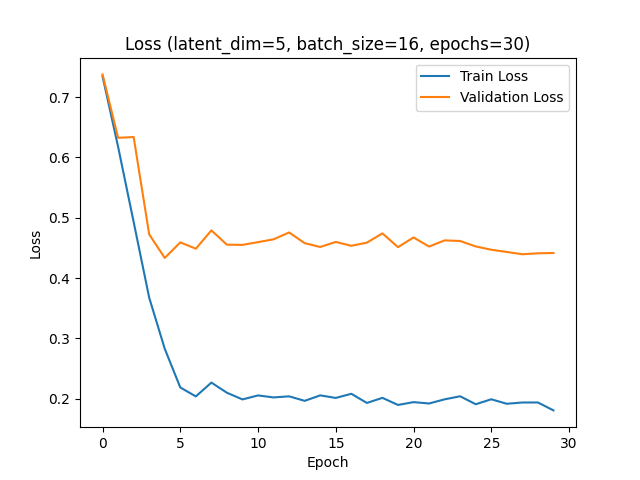 Loss (latent_dim=5, batch_size=16, epochs=30)
Train Loss
Validation Loss
0.7
0.6
0.5
0.4
0.3
0.2
Loss
0
5
10
15
20
25
30
Epoch